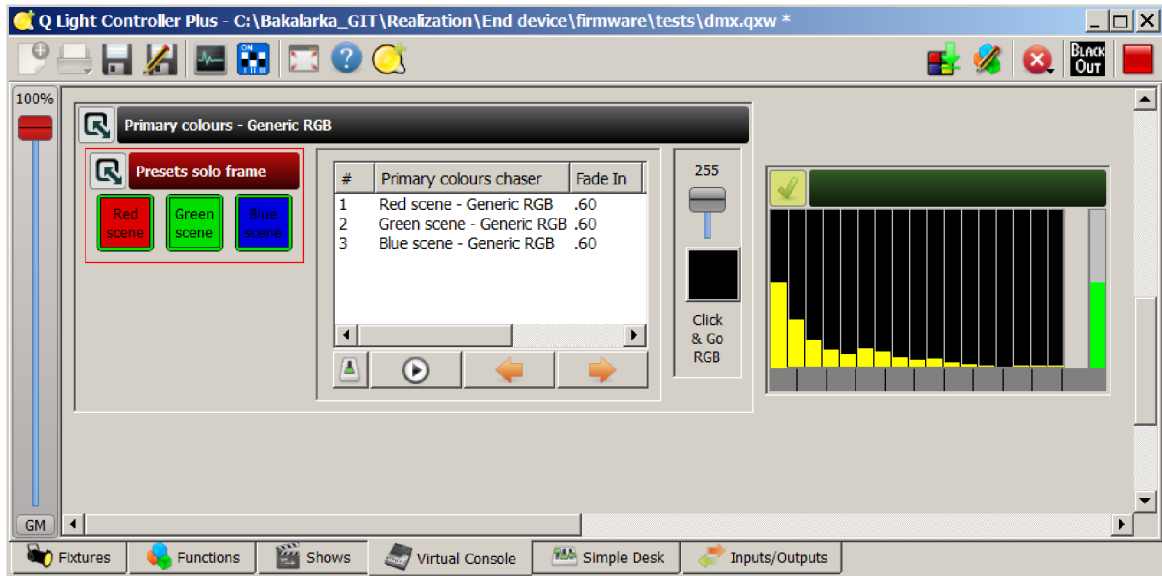 Q Light Controller Plus - C:\Bakalarka_GIT\Realization\End device\firmware\tests\dmx.qxw *
ON
BLACK
OUT
100%
Primary colours - Generic RGB
Presets solo frame
Red scene
Green scene
Blue scene
# Primary colours chaser Fade In
1 Red scene - Generic RGB .60
2 Green scene - Generic RGB .60
3 Blue scene - Generic RGB .60
255
Click
& Go
RGB
GM
Fixtures Functions Shows Virtual Console Simple Desk Inputs/Outputs